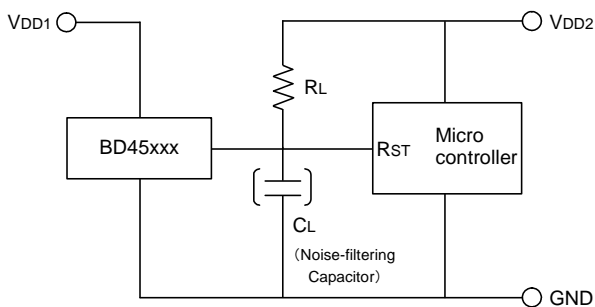 VDD1
VDD2
RL
BD45xxx
RST
Micro
controller
CL
（Noise-filtering
Capacitor）
GND